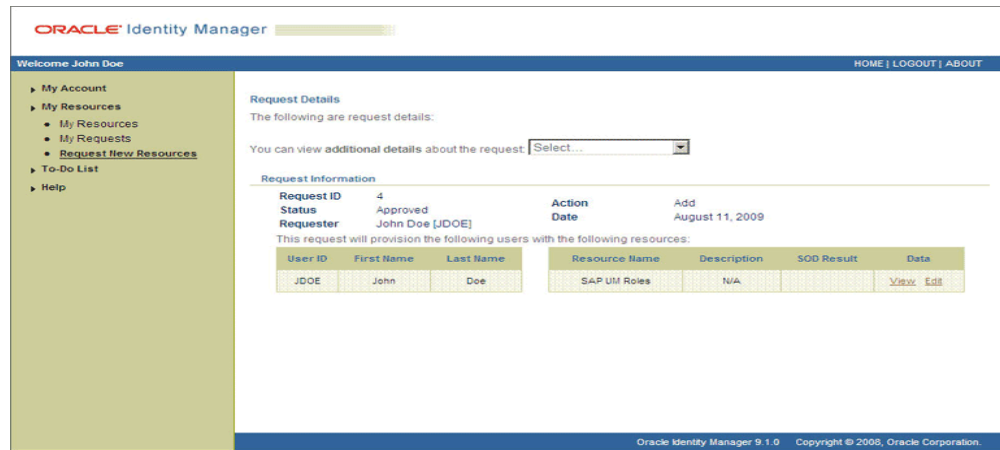 ORACLE Identity Manager
Welcome John Doe
HOME | LOGOUT | ABOUT
My Account
My Resources
My Resources
My Requests
Request New Resources
To-Do List
Help
Request Details
The following are request details:
You can view additional details about the request: Select...
Request Information
Request ID 4
Status Approved
Requester John Doe [JDOE]
Action Add
Date August 11, 2009
This request will provision the following users with the following resources:
User ID First Name Last Name
JDOE John Doe
Resource Name Description SOD Result Data
SAP UM Roles N/A View Edit
Oracle Identity Manager 9.1.0 Copyright © 2008, Oracle Corporation.